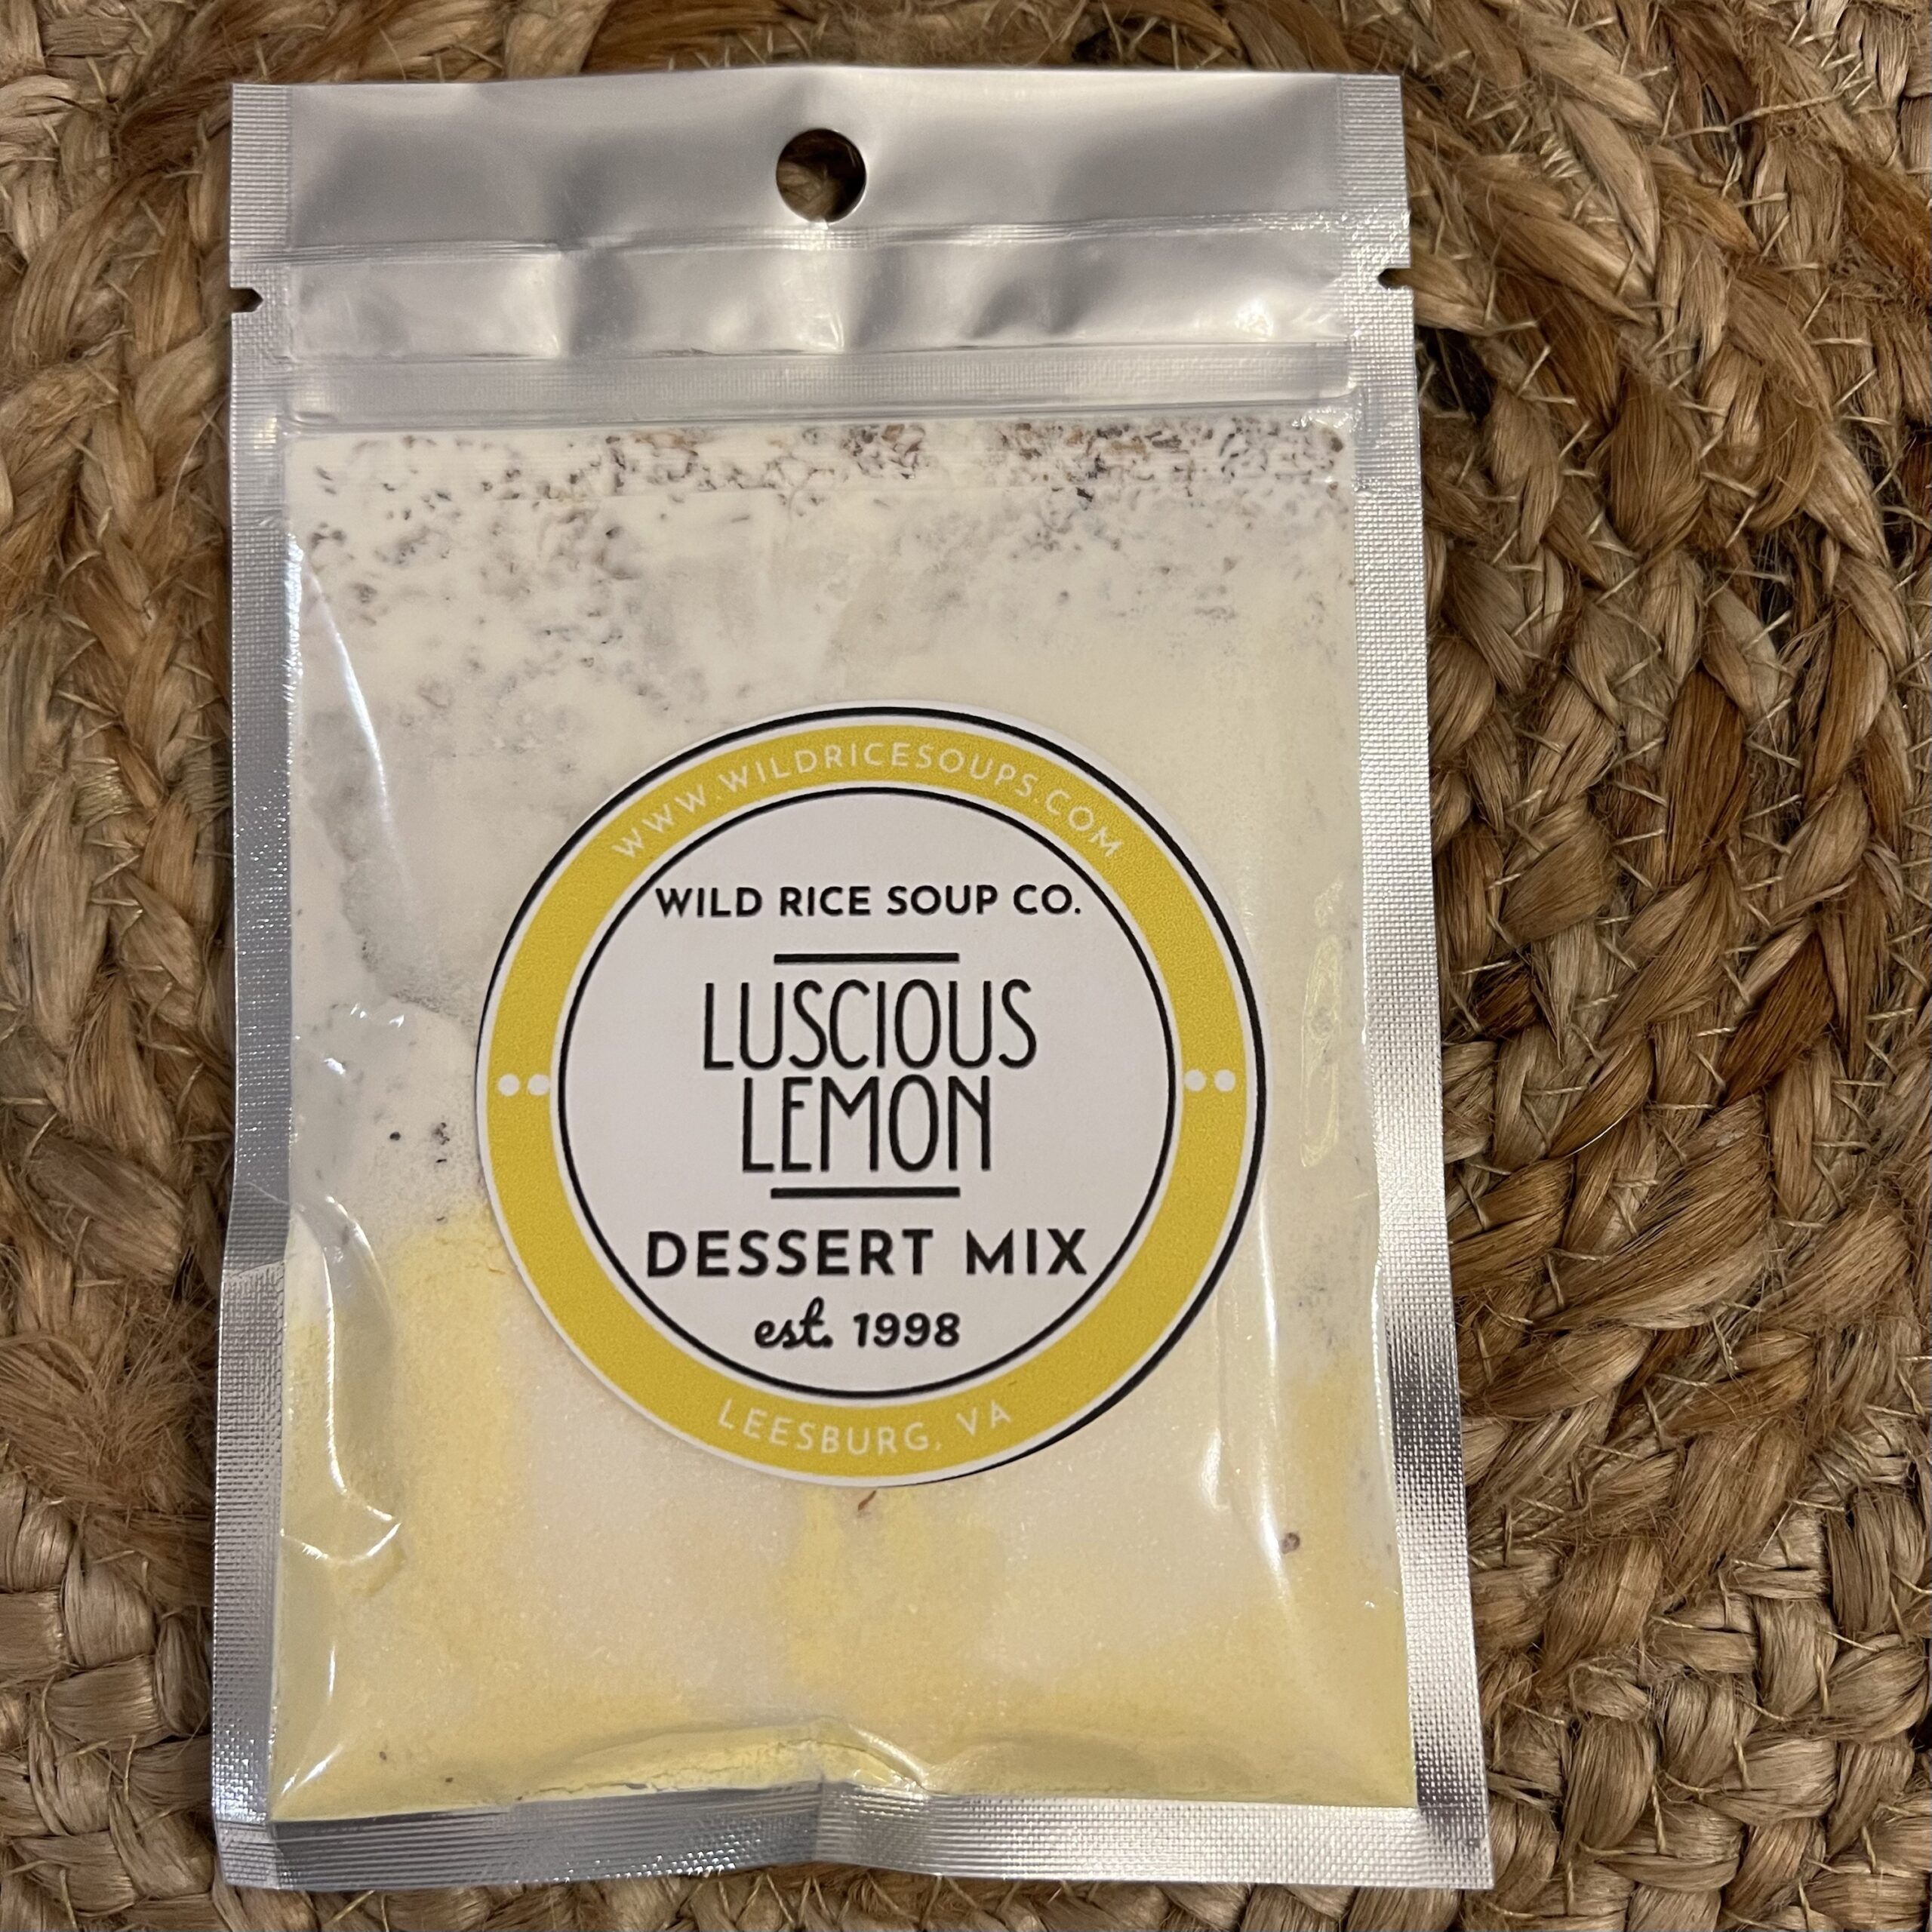 WWW.WILDRICESOUPS.COM
WILD RICE SOUP CO.
LUSCIOUS
LEMON
DESSERT MIX
est. 1998
LEESBURG, VA